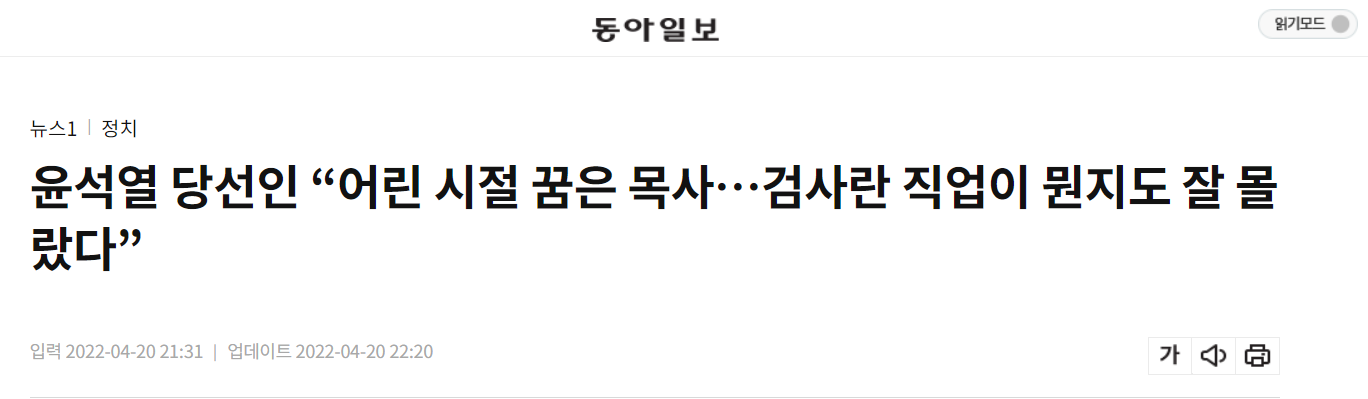 동아일보
읽기모드
뉴스1 | 정치
윤석열 당선인 “어린 시절 꿈은 목사…검사란 직업이 뭔지도 잘 몰
랐다”
입력 2022-04-20 21:31 | 업데이트 2022-04-20 22:20
가